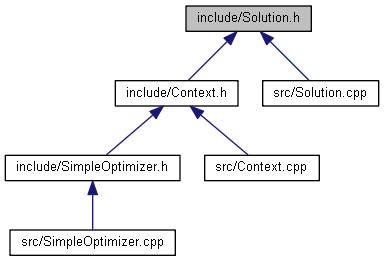 include/Solution.h
include/Context.h
src/Solution.cpp
include/SimpleOptimizer.h
src/Context.cpp
src/SimpleOptimizer.cpp